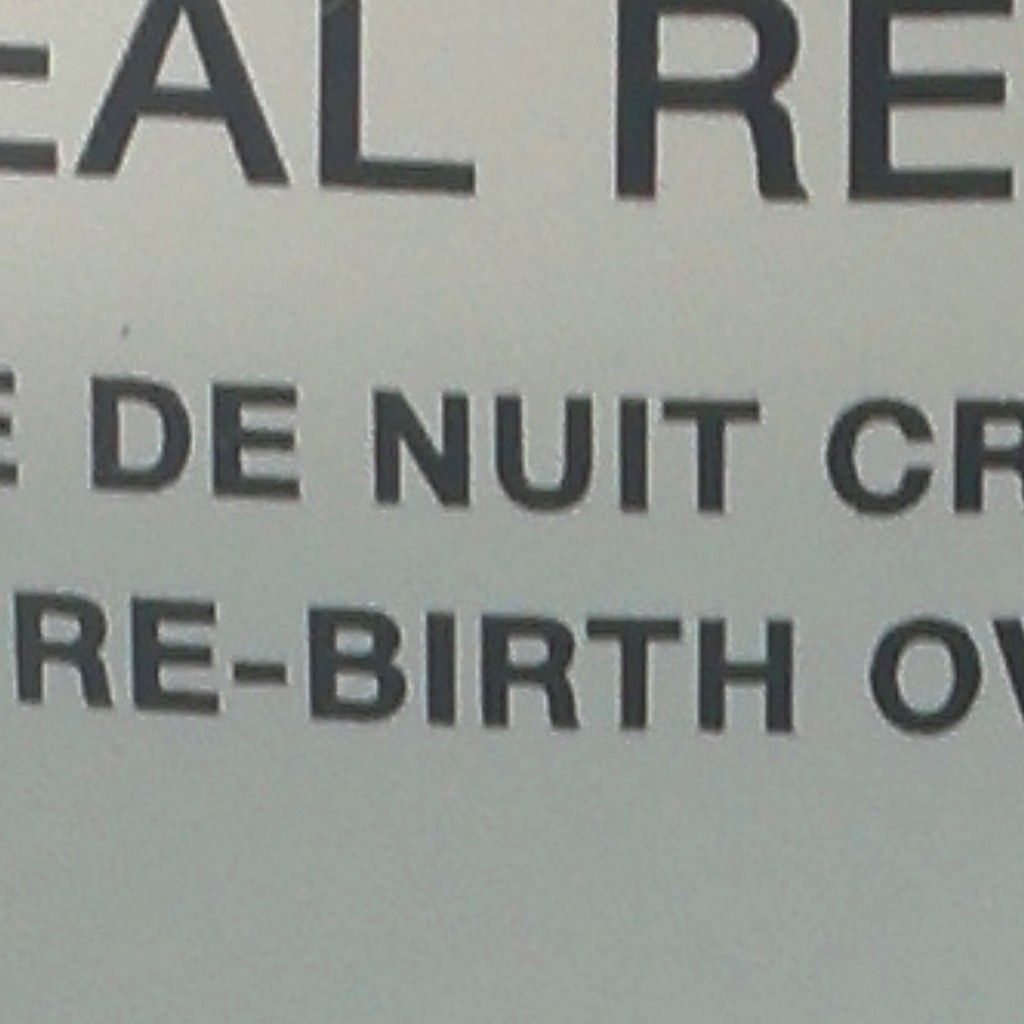 EAL RE
E DE NUIT CR
RE-BIRTH OV